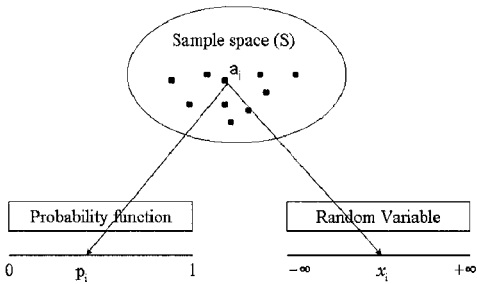 Sample space (S)
a_i
Probability function
Random Variable
0 p_i 1
-∞ x_i +∞